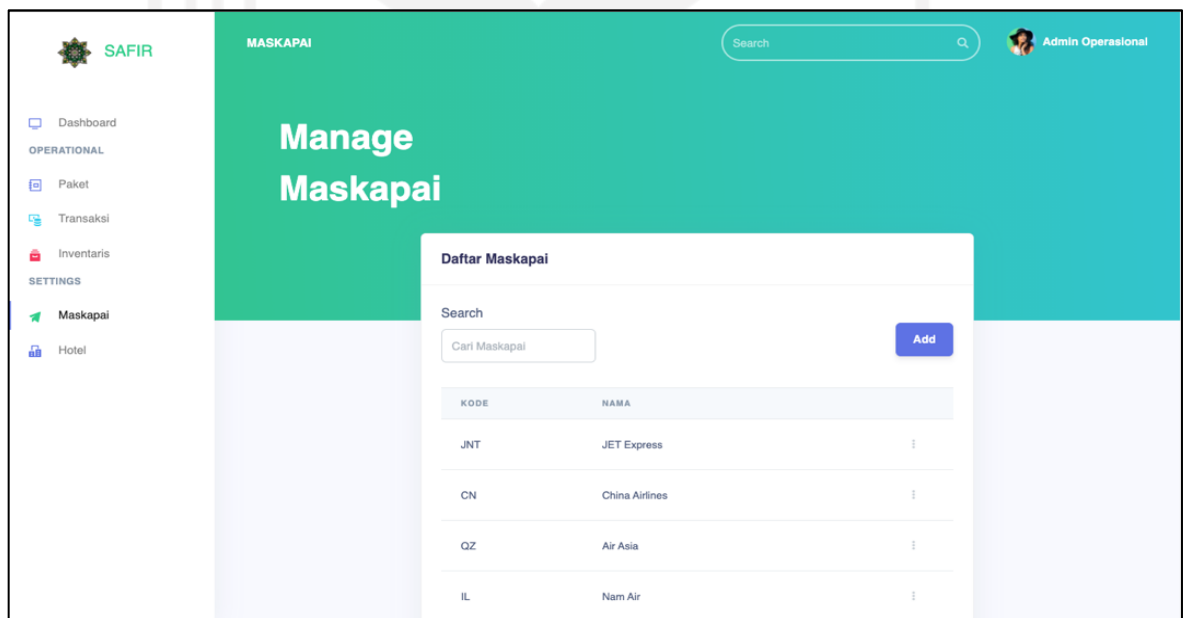 SAFIR
MASKAPAI
Search
Admin Operasional
Dashboard
OPERATIONAL
Paket
Transaksi
Inventaris
SETTINGS
Maskapai
Hotel
Manage
Maskapai
Daftar Maskapai
Search
Cari Maskapai
Add
KODE NAMA
JNT JET Express
CN China Airlines
QZ Air Asia
IL Nam Air